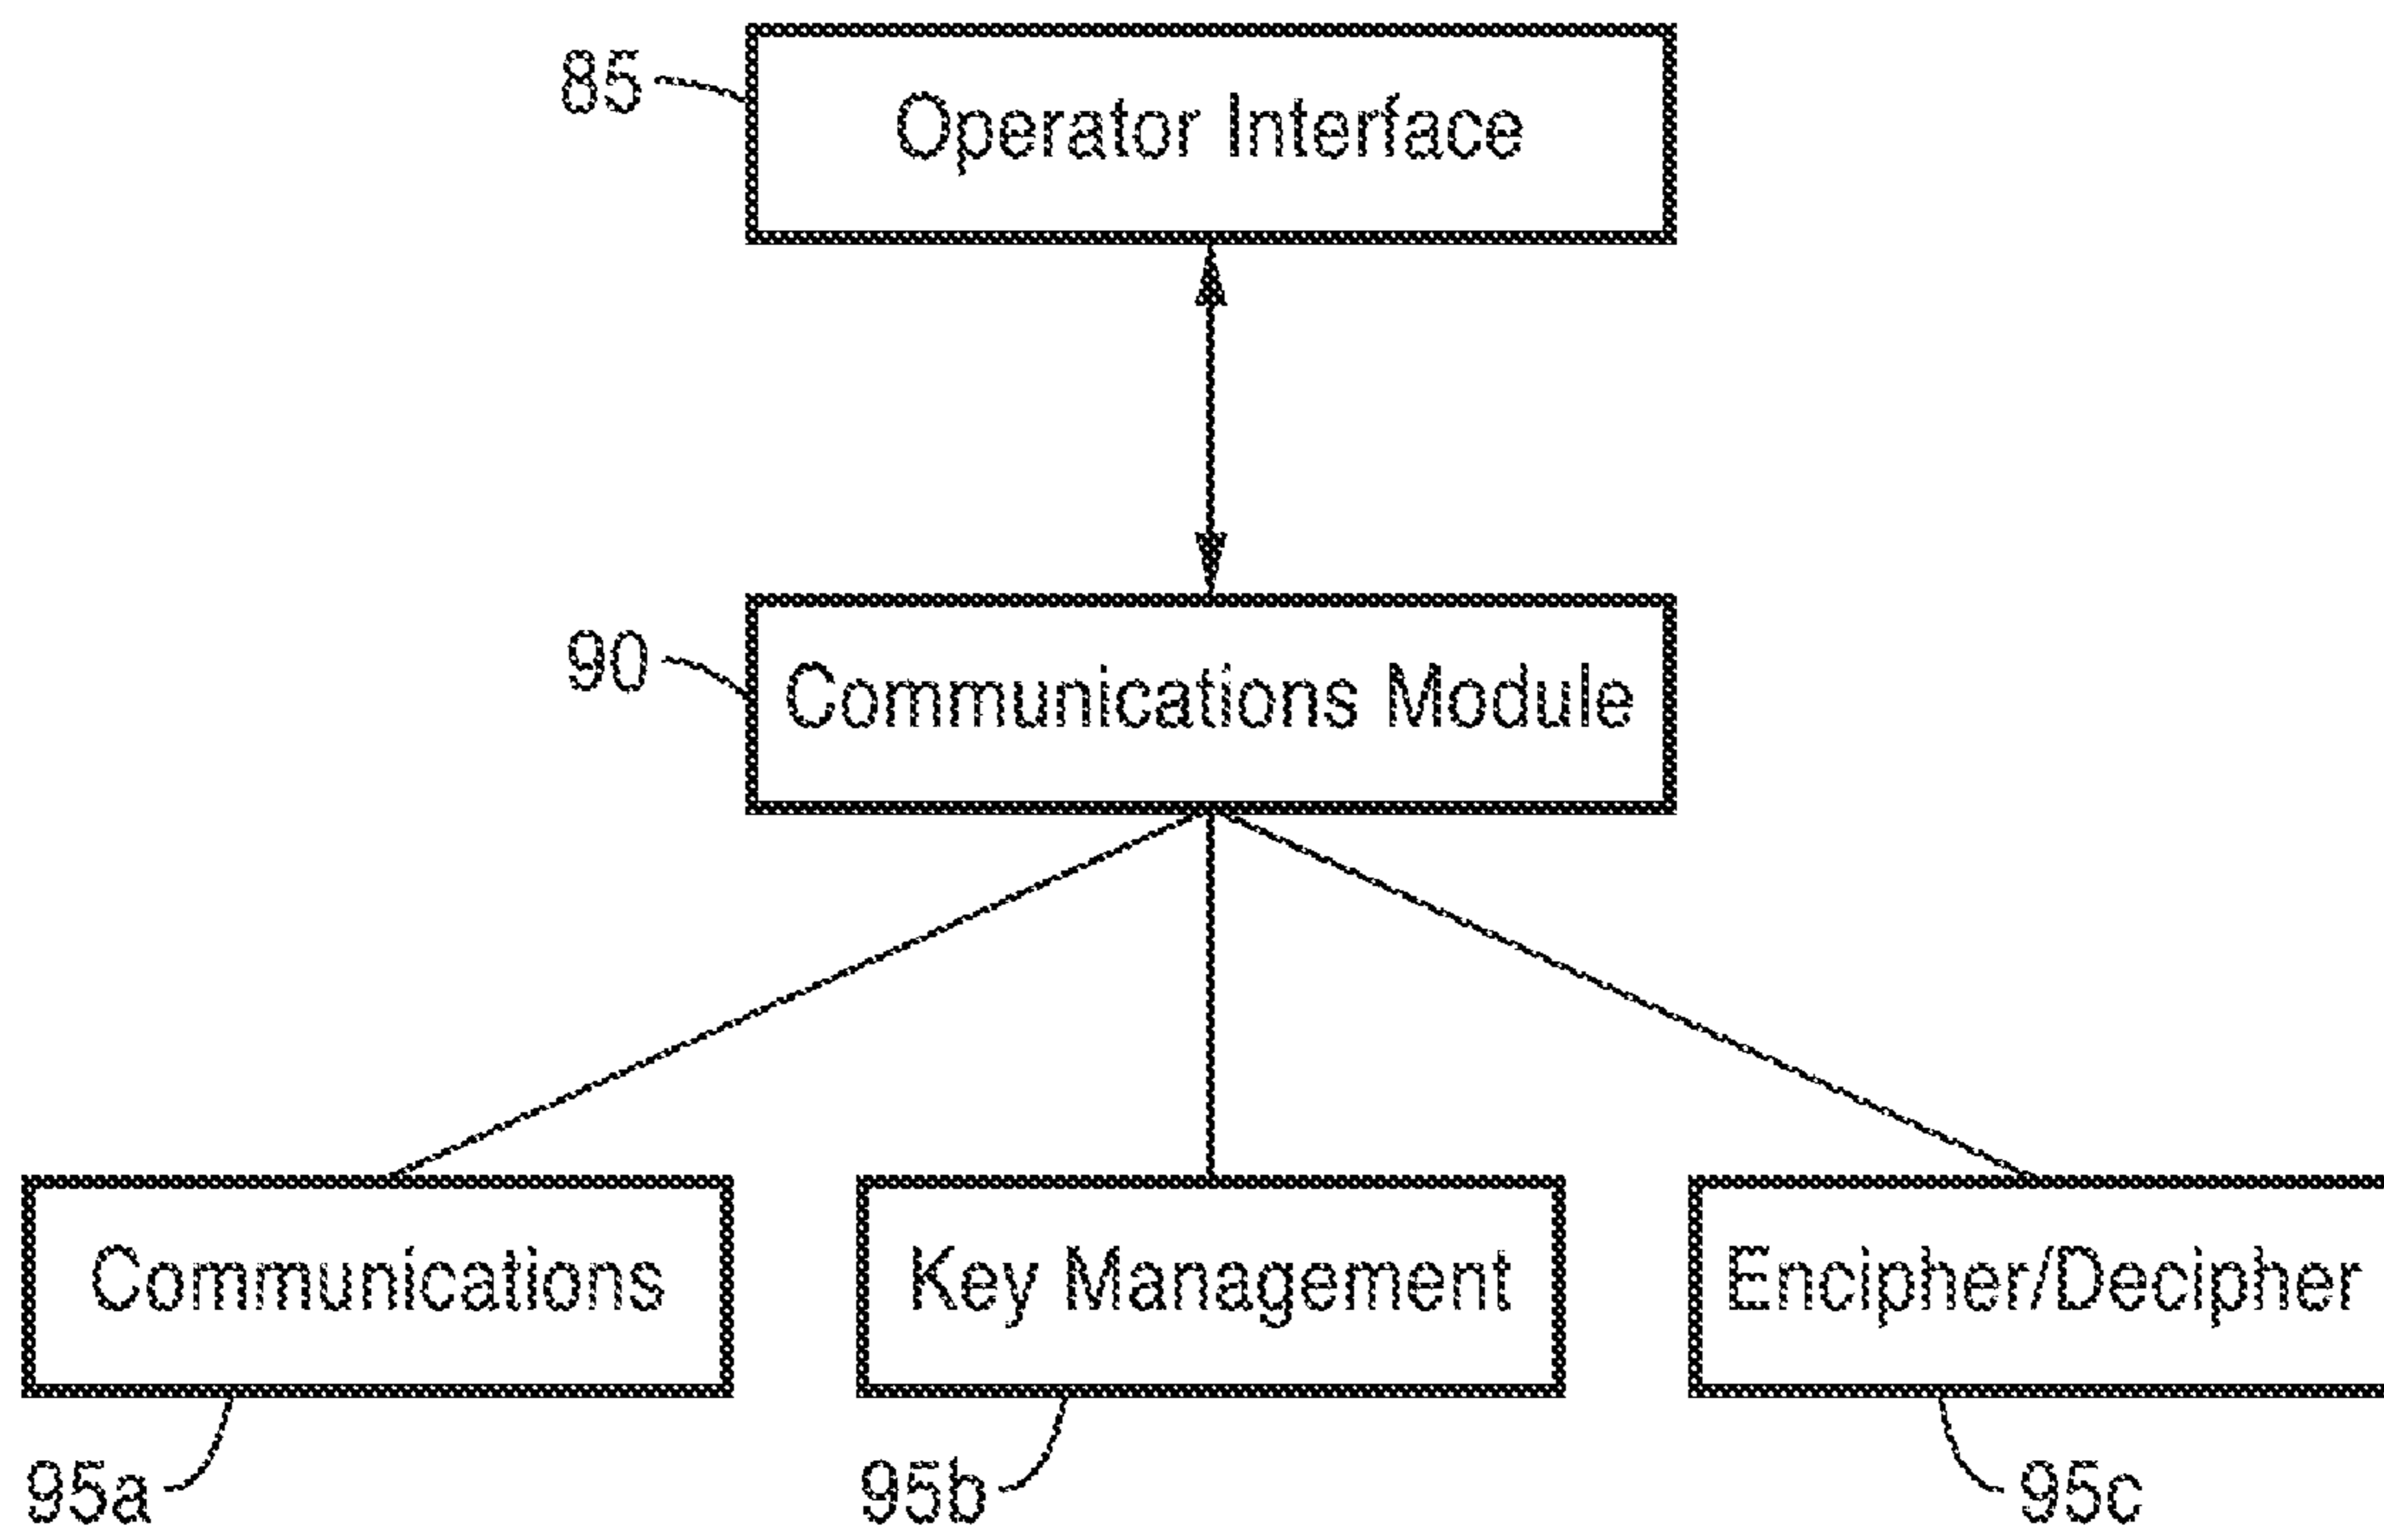 85
Operator Interface
90
Communications Module
Communications
Key Management
Encipher/Decipher
95a
95b
95c